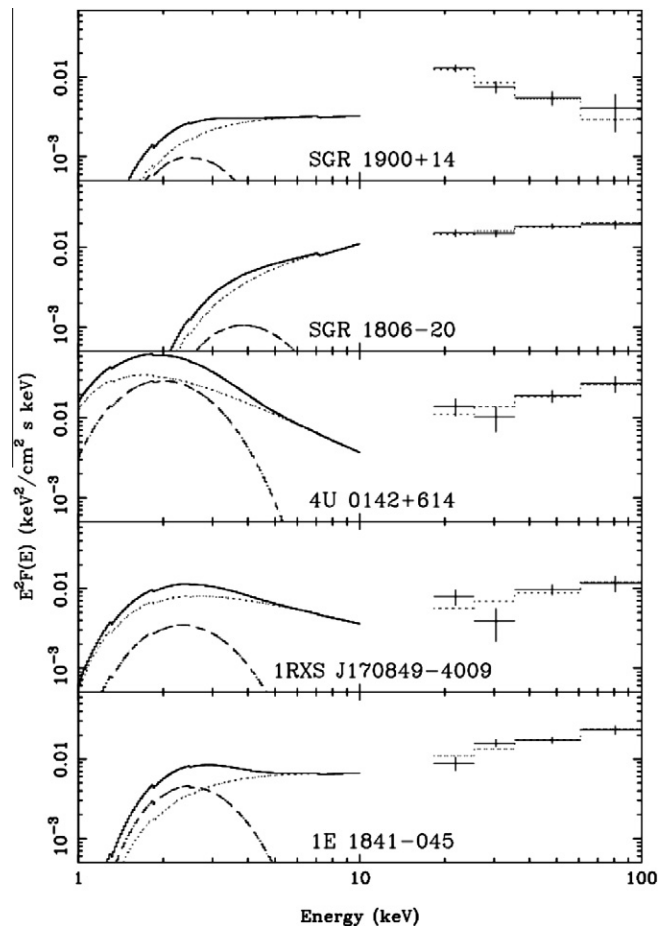 0.01
10⁻³
SGR 1900+14
0.01
10⁻³
SGR 1806−20
0.01
10⁻³
4U 0142+614
0.01
10⁻³
1RXS J170849−4009
0.01
10⁻³
1E 1841−045
E²F(E) (keV²/cm² s keV)
1 10 100
Energy (keV)